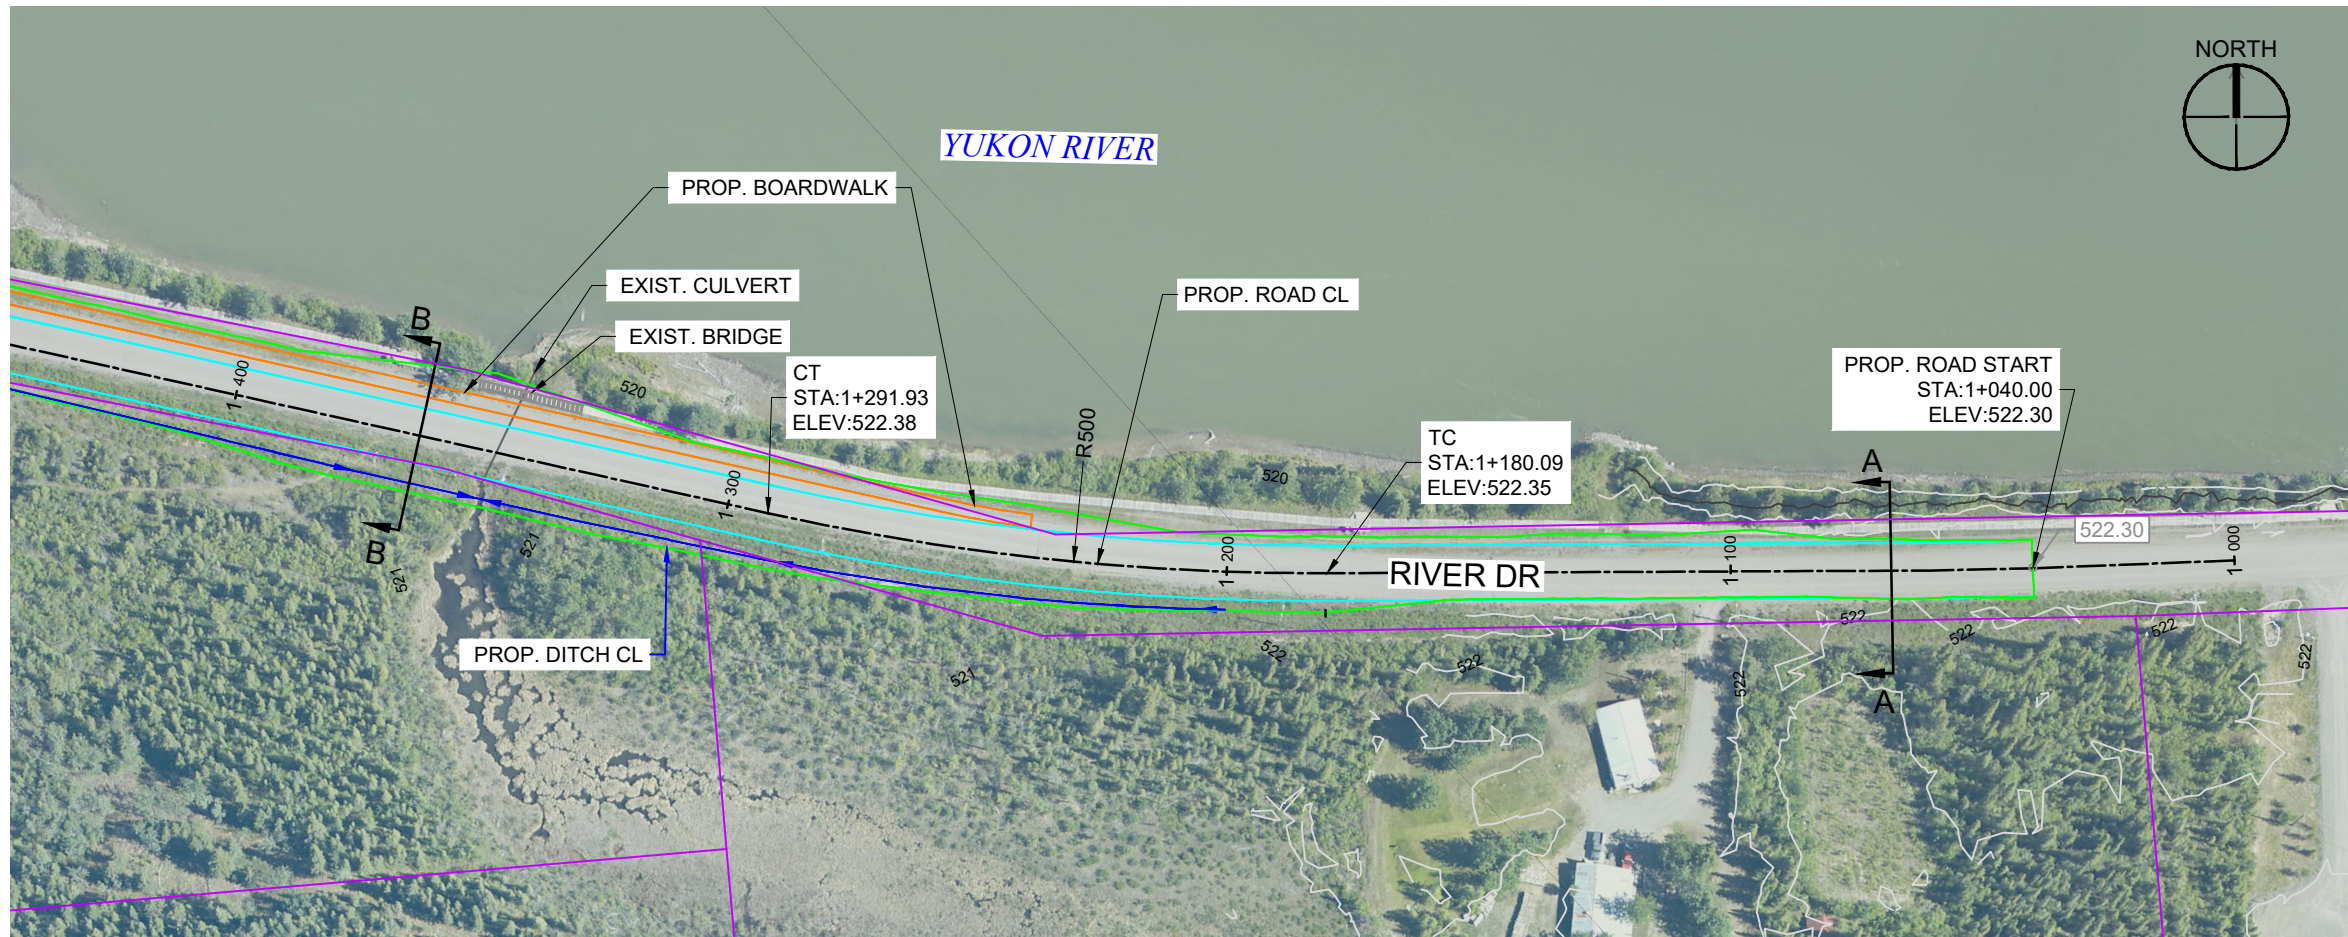 NORTH
YUKON RIVER
PROP. BOARDWALK
EXIST. CULVERT
PROP. ROAD CL
B
EXIST. BRIDGE
CT
STA:1+291.93
ELEV:522.38
PROP. ROAD START
STA:1+040.00
ELEV:522.30
1 400
520
R500
TC
STA:1+180.09
ELEV:522.35
A
520
1 300
522.30
B
521
521
1 200
RIVER DR
1 100
1 000
PROP. DITCH CL
521
522
522
522
522
522
522
522
A